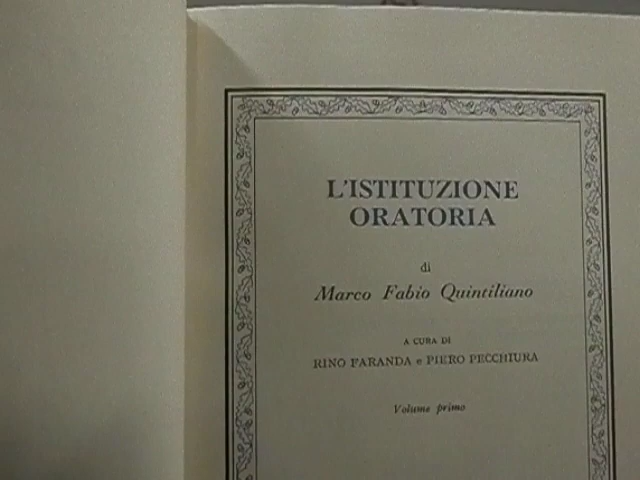 L'ISTITUZIONE
ORATORIA
di
Marco Fabio Quintiliano
A CURA DI
RINO FARANDA e PIERO PECCHIURA
Volume primo